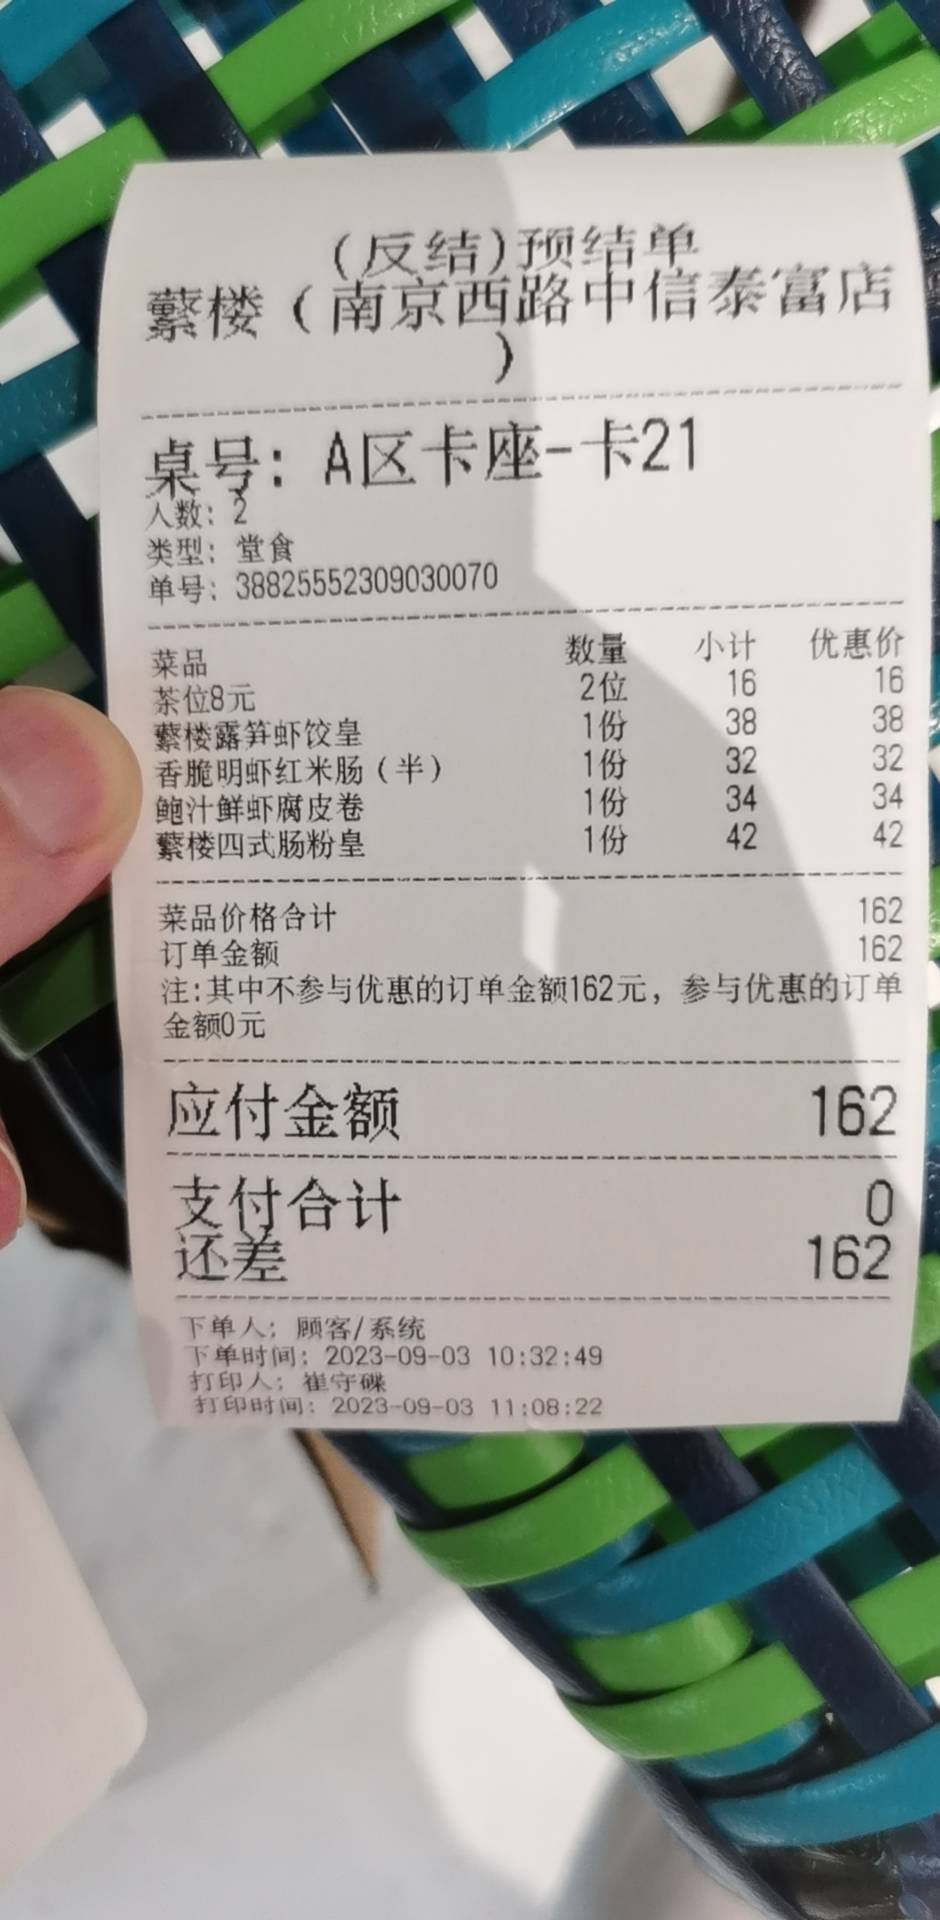 (反结)预结单
蘩楼（南京西路中信泰富店
）
桌号：A区卡座-卡21
人数：2
类型：堂食
单号：38825552309030070
菜品 数量 小计 优惠价
茶位8元 2位 16 16
蘩楼露笋虾饺皇 1份 38 38
香脆明虾红米肠（半） 1份 32 32
鲍汁鲜虾腐皮卷 1份 34 34
蘩楼四式肠粉皇 1份 42 42
菜品价格合计 162
订单金额 162
注:其中不参与优惠的订单金额162元，参与优惠的订单
金额0元
应付金额 162
支付合计 0
还差 162
下单人：顾客/系统
下单时间：2023-09-03 10:32:49
打印人：崔守碟
打印时间：2023-09-03 11:08:22